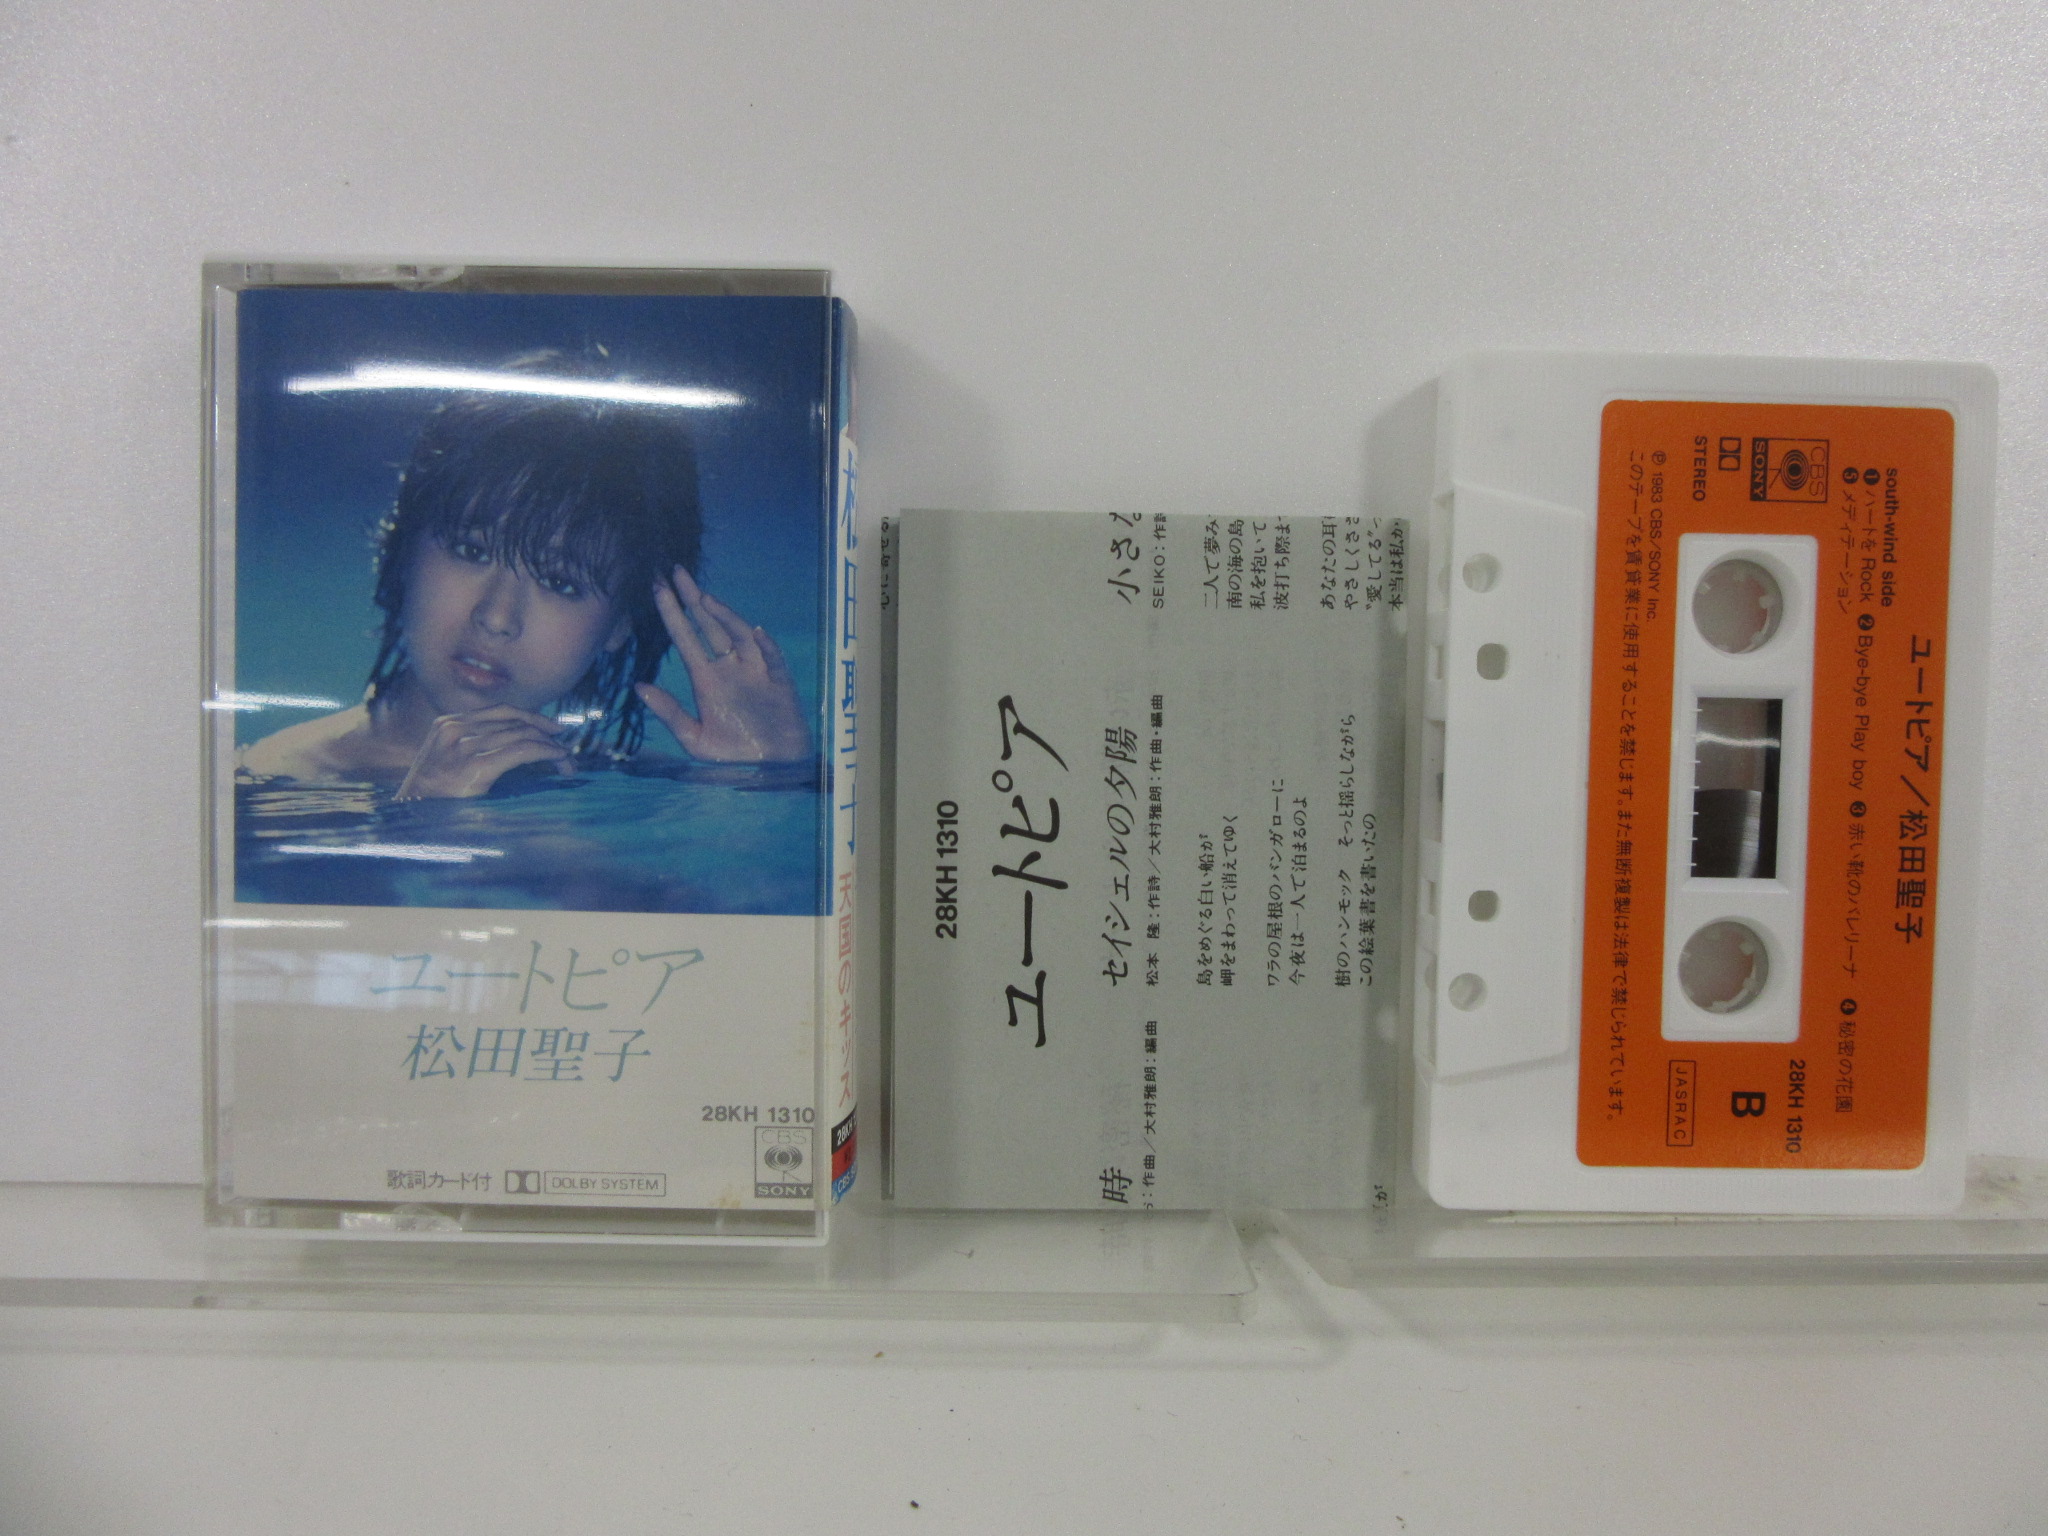 ユートピア
松田聖子
28KH 1310
CBS
SONY
歌詞カード付
DOLBY SYSTEM
松田聖子
天国のキッス
28KH
28KH 1310
ユートピア
セイシェルの夕陽
松本 隆:作詩/大村雅朗:作曲・編曲
島をめぐる白い船が
岬をまわって消えてゆく
ワラの屋根のバンガローに
今夜は一人で泊まるのよ
樹のハンモック そっと揺らしながら
この絵葉書を書いたの
小さな
SEIKO:作詩
二人で夢み
南の海の島
私を抱いて
波打ち際ま
あなたの耳
やさしくささ
“愛してる”っ
本当は私が
時
:作曲/大村雅朗:編曲
ユートピア/松田聖子
south-wind side
❶ハートを Rock ❷Bye-bye Play boy ❸赤い靴のバレリーナ ❹秘密の花園
❺メディテーション
CBS
SONY
STEREO
28KH 1310
B
JASRAC
Ⓟ 1983 CBS/SONY Inc.
このテープを賃貸業に使用することを禁じます。また無断複製は法律で禁じられています。